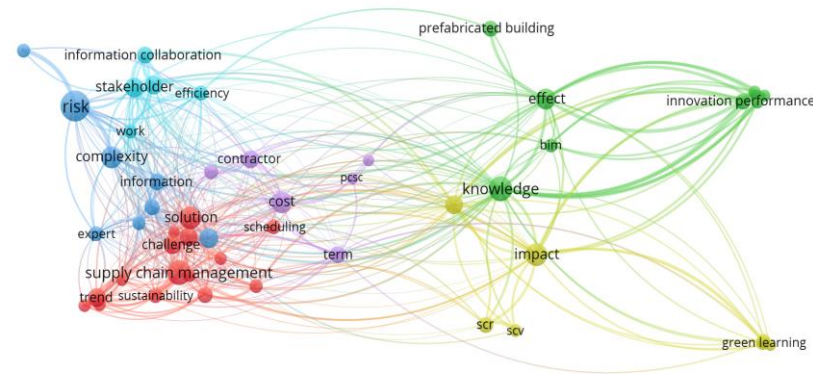 prefabricated building
information collaboration
stakeholder
efficiency
risk
effect
innovation performance
work
bim
complexity
contractor
information
pcsc
knowledge
cost
solution
expert
scheduling
challenge
term
impact
supply chain management
trend
sustainability
scr
scv
green learning